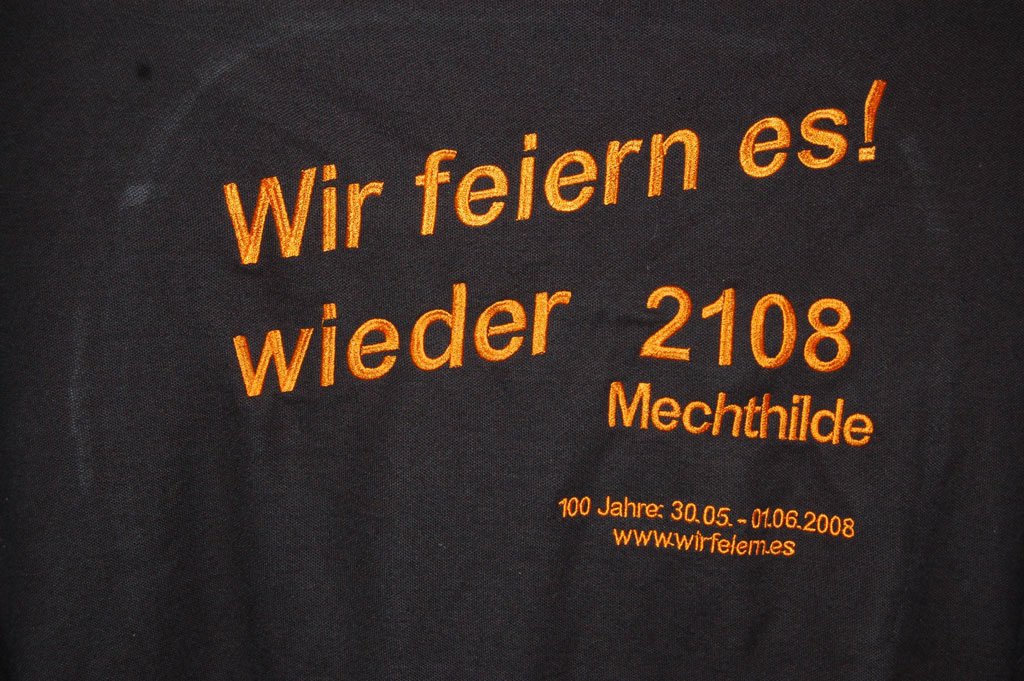 Wir feiern es!
wieder 2108
Mechthilde
100 Jahre: 30.05. - 01.06.2008
www.wirfeiern.es